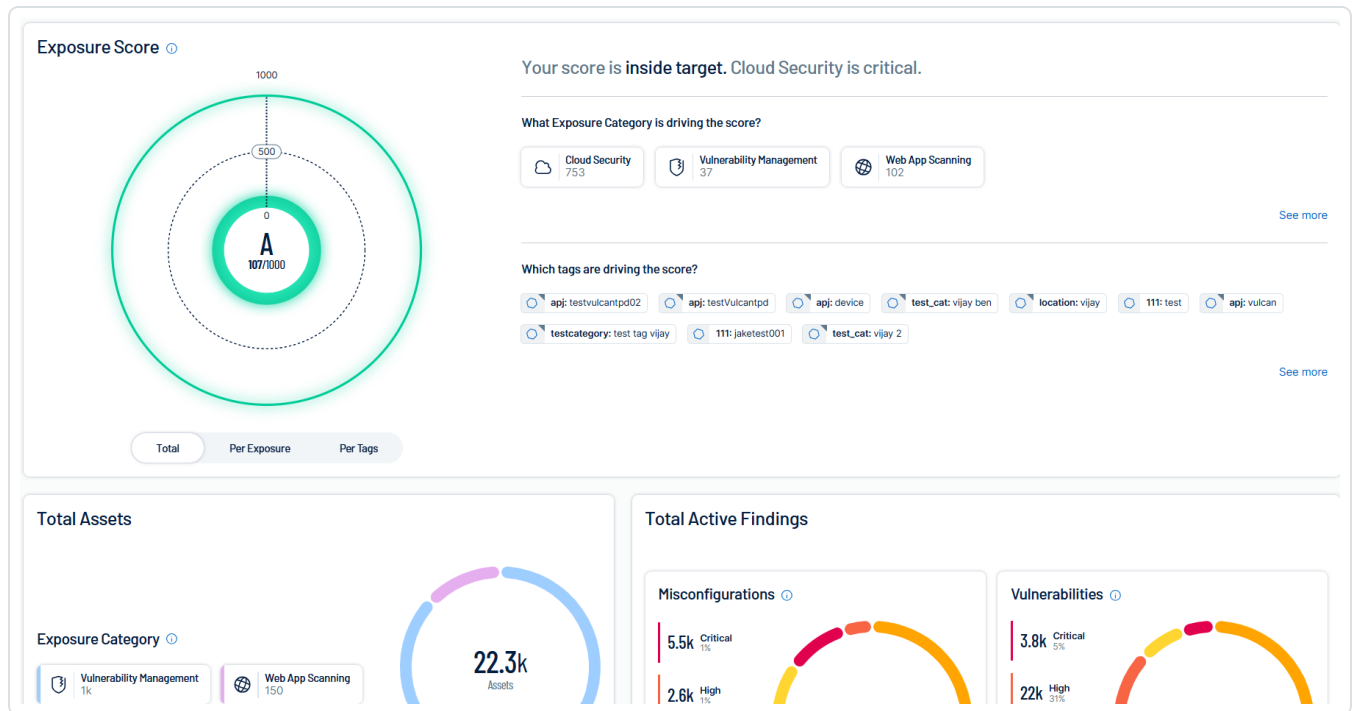 Exposure Score
1000
500
0
A
107/1000
Total Per Exposure Per Tags
Your score is inside target. Cloud Security is critical.
What Exposure Category is driving the score?
Cloud Security
753
Vulnerability Management
37
Web App Scanning
102
See more
Which tags are driving the score?
apj: testvulcantpd02 apj: testVulcantpd apj: device test_cat: vijay ben location: vijay 111: test apj: vulcan
testcategory: test tag vijay 111: jaketest001 test_cat: vijay 2
See more
Total Assets
Exposure Category
Vulnerability Management
1k
Web App Scanning
150
22.3k
Assets
Total Active Findings
Misconfigurations
5.5k Critical
1%
2.6k High
1%
Vulnerabilities
3.8k Critical
5%
22k High
31%